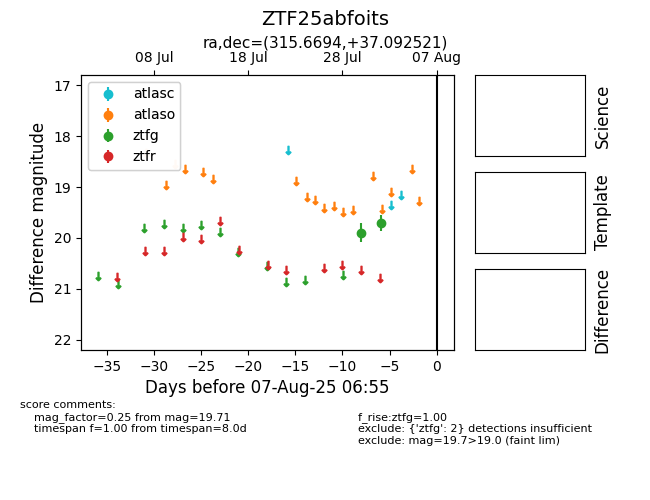 ZTF25abfoits
ra,dec=(315.6694,+37.092521)
08 Jul 18 Jul 28 Jul 07 Aug
atlasc
atlaso
ztfg
ztfr
17
18
19
20
21
22
Difference magnitude
−35 −30 −25 −20 −15 −10 −5 0
Days before 07-Aug-25 06:55
Science
Template
Difference
score comments:
mag_factor=0.25 from mag=19.71
timespan f=1.00 from timespan=8.0d
f_rise:ztfg=1.00
exclude: {'ztfg': 2} detections insufficient
exclude: mag=19.7>19.0 (faint lim)